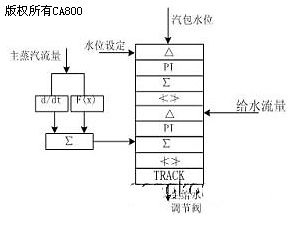 版权所有CA800
汽包水位
主蒸汽流量
水位设定
△
PI
Σ
d/dt
F(x)
<>
△
给水流量
PI
Σ
Σ
<>
TRACK
调节阀